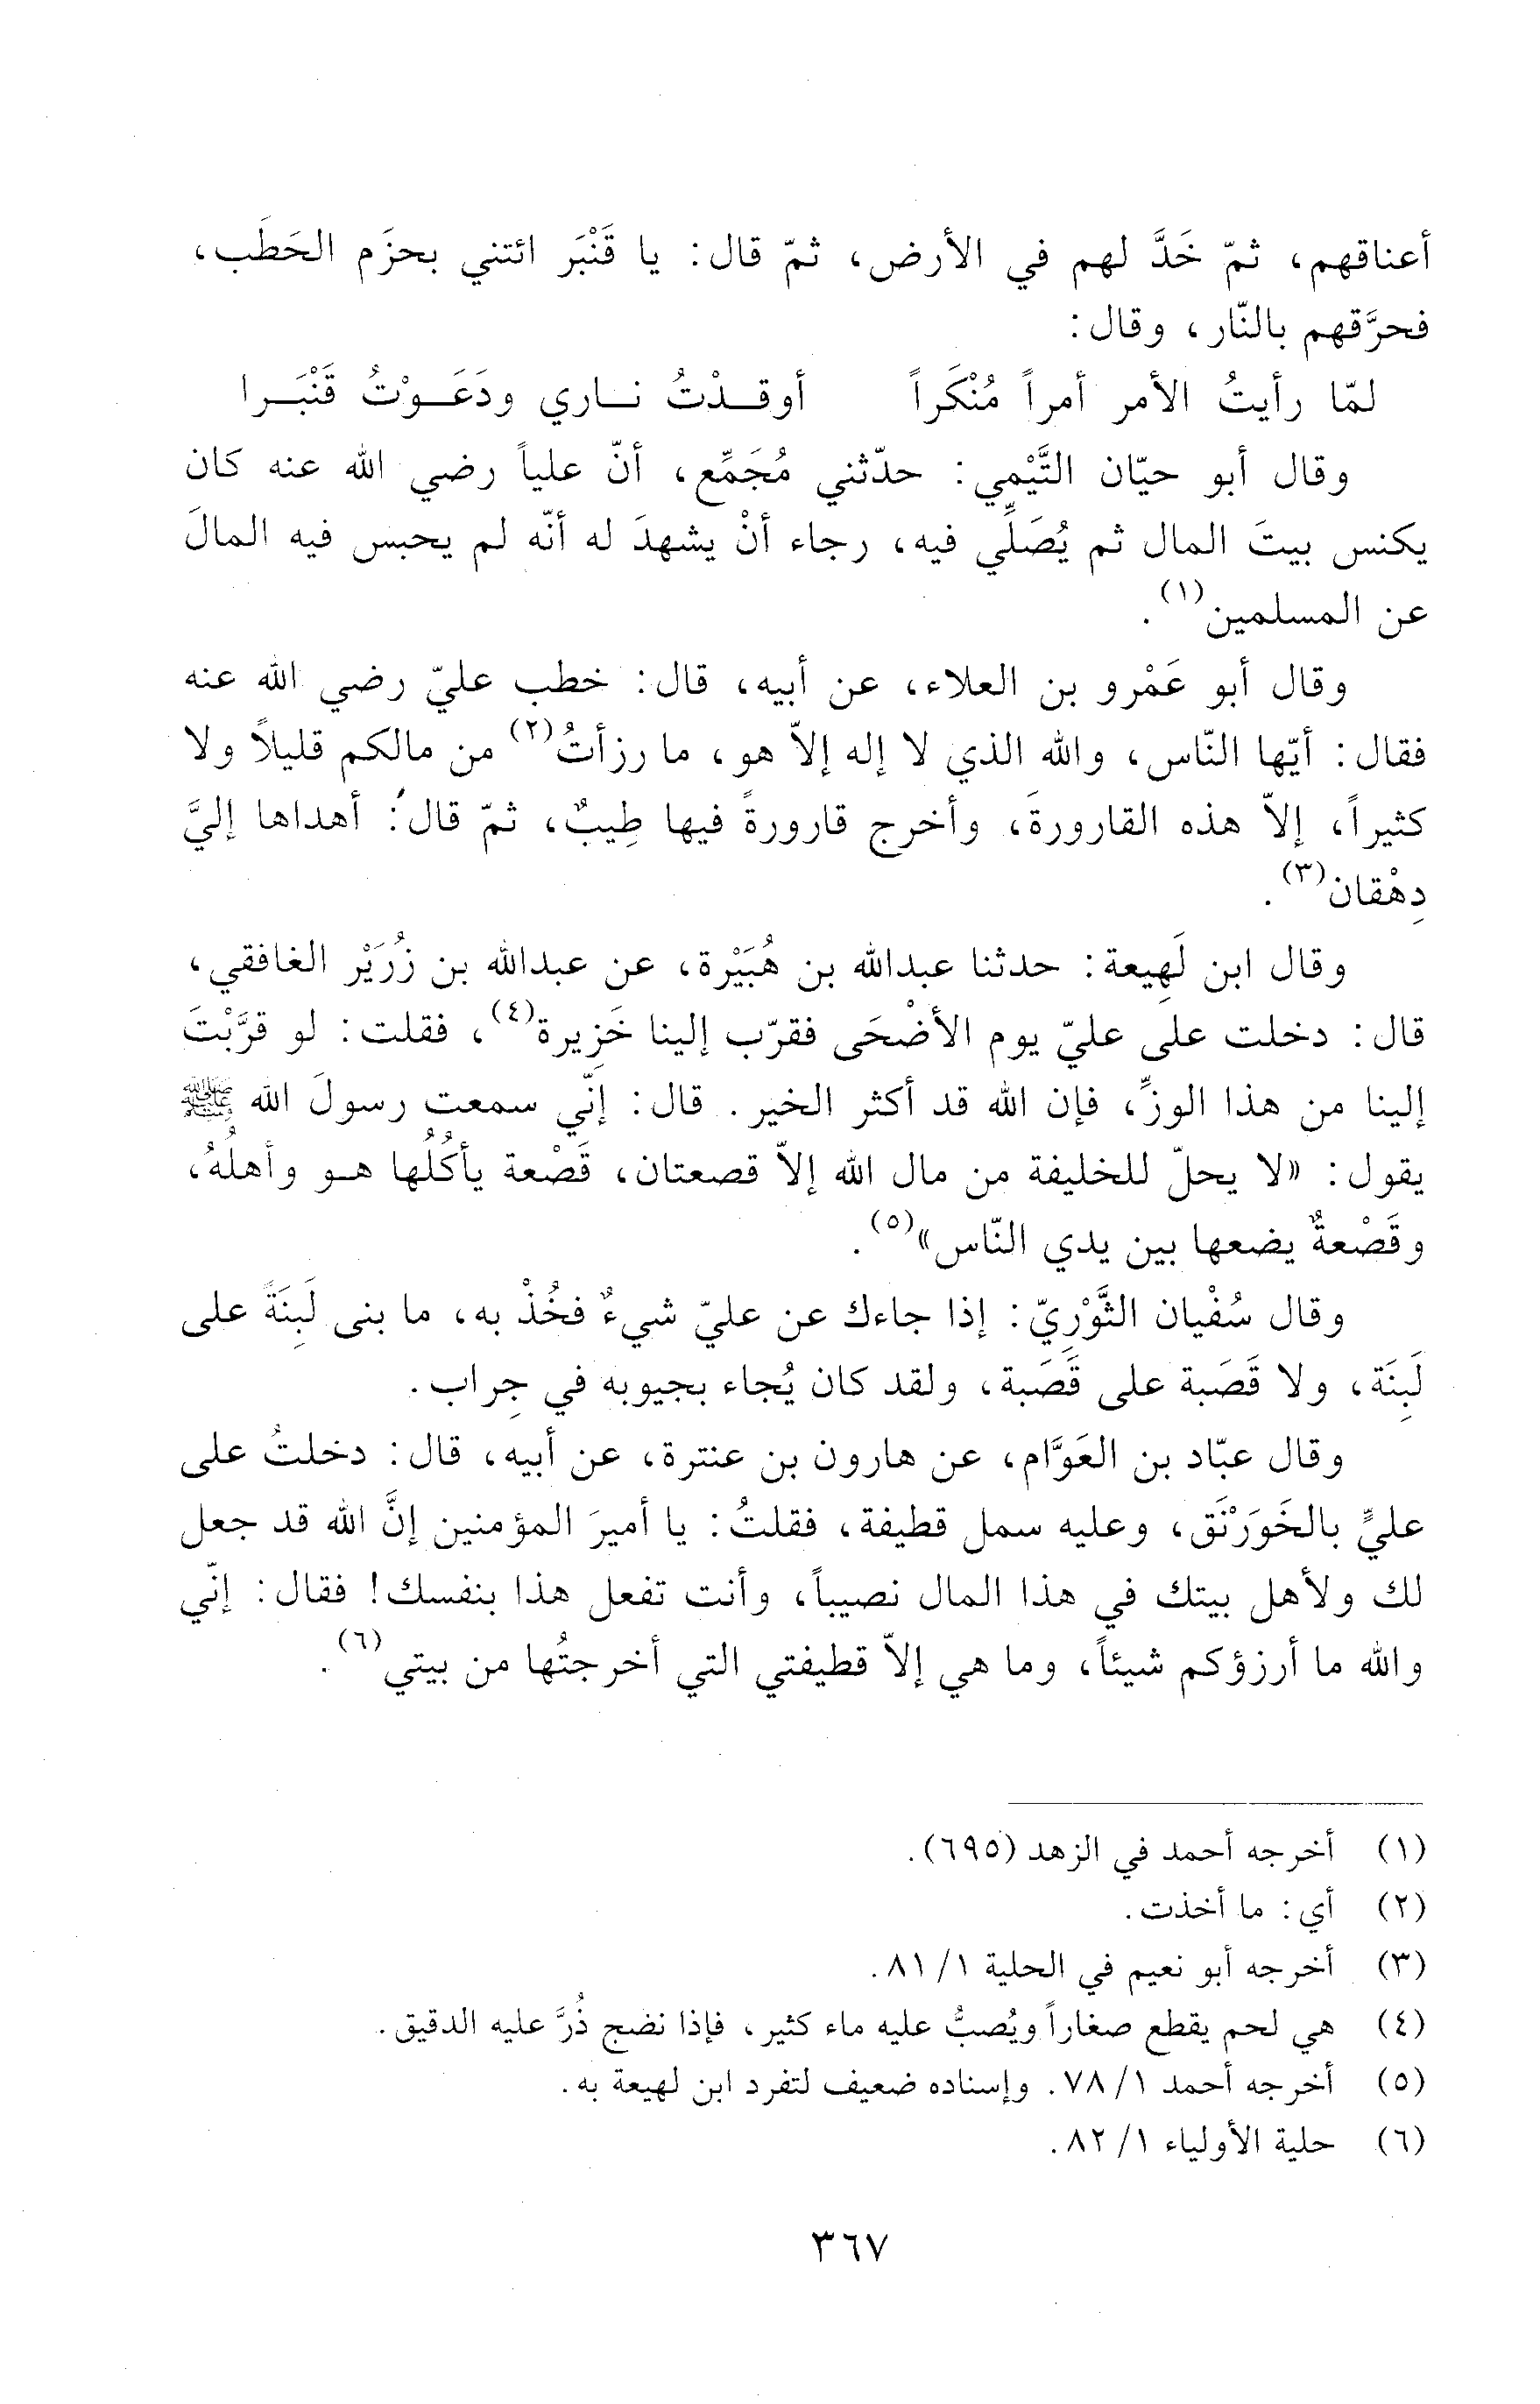 أعناقهم، ثمّ خَدَّ لهم في الأرض، ثمّ قال: يا قَنْبَر ائتني بحزَم الحَطَب،
فحرَّقهم بالنّار، وقال:
لمّا رأيتُ الأمر أمراً مُنْكَراً أوقـدْتُ نـاري ودَعَـوْتُ قَنْبَـرا
وقال أبو حيّان التَّيْمِي: حدّثني مُجَمِّع، أنّ علياً رضي الله عنه كان
يكنس بيتَ المال ثم يُصَلِّي فيه، رجاء أنْ يشهدَ له أنّه لم يحبس فيه المالَ
عن المسلمين(١).
وقال أبو عَمْرو بن العلاء، عن أبيه، قال: خطب عليّ رضي الله عنه
فقال: أيّها النّاس، والله الذي لا إله إلاّ هو، ما رزأتُ(٢) من مالكم قليلاً ولا
كثيراً، إلاّ هذه القارورةَ، وأخرج قارورةً فيها طِيبٌ، ثمّ قال: أهداها إليَّ
دِهْقان(٣).
وقال ابن لَهِيعة: حدثنا عبدالله بن هُبَيْرة، عن عبدالله بن زُرَيْر الغافقي،
قال: دخلت على عليّ يوم الأضْحَى فقرّب إلينا خَزِيرة(٤)، فقلت: لو قرَّبْتَ
إلينا من هذا الوزِّ، فإن الله قد أكثر الخير. قال: إنّي سمعت رسولَ الله ﷺ
يقول: «لا يحلّ للخليفة من مال الله إلاّ قصعتان، قَصْعة يأكُلُها هـو وأهلُهُ،
وقَصْعةٌ يضعها بين يدي النّاس»(٥).
وقال سُفْيان الثَّوْرِيّ: إذا جاءك عن عليّ شيءٌ فخُذْ به، ما بنى لَبِنَةً على
لَبِنَة، ولا قَصَبة على قَصَبة، ولقد كان يُجاء بجيوبه في جِراب.
وقال عبّاد بن العَوَّام، عن هارون بن عنترة، عن أبيه، قال: دخلتُ على
عليٍّ بالخَوَرْنَق، وعليه سمل قطيفة، فقلتُ: يا أميرَ المؤمنين إنَّ الله قد جعل
لك ولأهل بيتك في هذا المال نصيباً، وأنت تفعل هذا بنفسك! فقال: إنّي
والله ما أرزؤكم شيئاً، وما هي إلاّ قطيفتي التي أخرجتُها من بيتي(٦).
(١) أخرجه أحمد في الزهد (٦٩٥).
(٢) أي: ما أخذت.
(٣) أخرجه أبو نعيم في الحلية ١/ ٨١.
(٤) هي لحم يقطع صغاراً ويُصبُّ عليه ماء كثير، فإذا نضج ذُرَّ عليه الدقيق.
(٥) أخرجه أحمد ١/ ٧٨. وإسناده ضعيف لتفرد ابن لهيعة به.
(٦) حلية الأولياء ١/ ٨٢.
٣٦٧